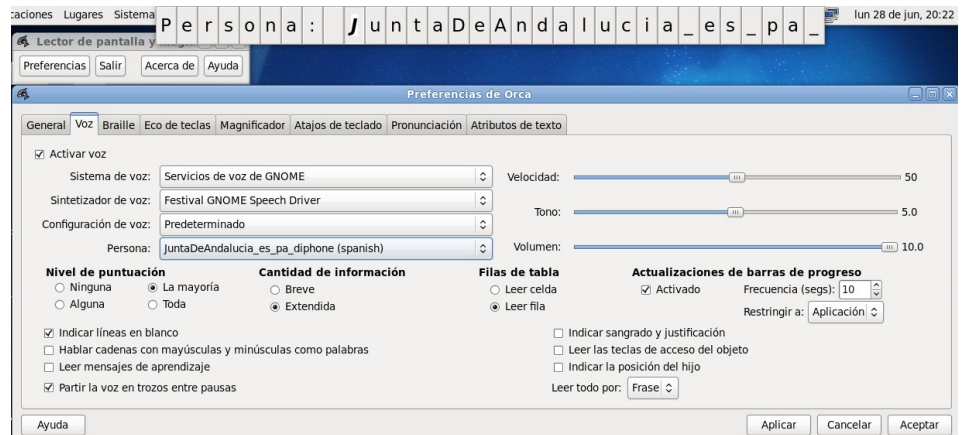 caciones Lugares Sistema
Persona: JuntaDeAndalucia_es_pa_
lun 28 de jun, 20:22
Lector de pantalla y
Preferencias Salir Acerca de Ayuda
Preferencias de Orca
General Voz Braille Eco de teclas Magnificador Atajos de teclado Pronunciación Atributos de texto
Activar voz
Sistema de voz: Servicios de voz de GNOME Velocidad: 50
Sintetizador de voz: Festival GNOME Speech Driver Tono: 5.0
Configuración de voz: Predeterminado
Persona: JuntaDeAndalucia_es_pa_diphone (spanish) Volumen: 10.0
Nivel de puntuación Cantidad de información Filas de tabla Actualizaciones de barras de progreso
Ninguna La mayoría Breve Leer celda Activado Frecuencia (segs): 10
Alguna Toda Extendida Leer fila Restringir a: Aplicación
Indicar líneas en blanco Indicar sangrado y justificación
Hablar cadenas con mayúsculas y minúsculas como palabras Leer las teclas de acceso del objeto
Leer mensajes de aprendizaje Indicar la posición del hijo
Partir la voz en trozos entre pausas Leer todo por: Frase
Ayuda Aplicar Cancelar Aceptar